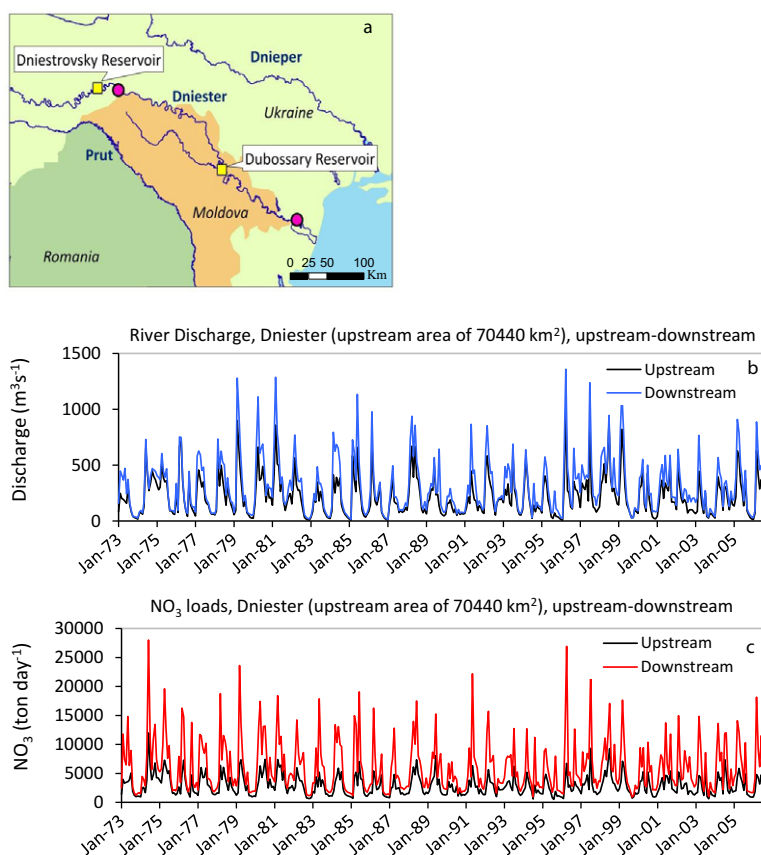 a
Dniestrovsky Reservoir
Dnieper
Dniester
Ukraine
Prut
Dubossary Reservoir
Moldova
Romania
0 25 50 100
Km
River Discharge, Dniester (upstream area of 70440 km²), upstream-downstream
b
Upstream
Downstream
Discharge (m³s⁻¹)
1500
1000
500
0
Jan-73 Jan-75 Jan-77 Jan-79 Jan-81 Jan-83 Jan-85 Jan-87 Jan-89 Jan-91 Jan-93 Jan-95 Jan-97 Jan-99 Jan-01 Jan-03 Jan-05
NO₃ loads, Dniester (upstream area of 70440 km²), upstream-downstream
c
Upstream
Downstream
NO₃ (ton day⁻¹)
30000
25000
20000
15000
10000
5000
0
Jan-73 Jan-75 Jan-77 Jan-79 Jan-81 Jan-83 Jan-85 Jan-87 Jan-89 Jan-91 Jan-93 Jan-95 Jan-97 Jan-99 Jan-01 Jan-03 Jan-05